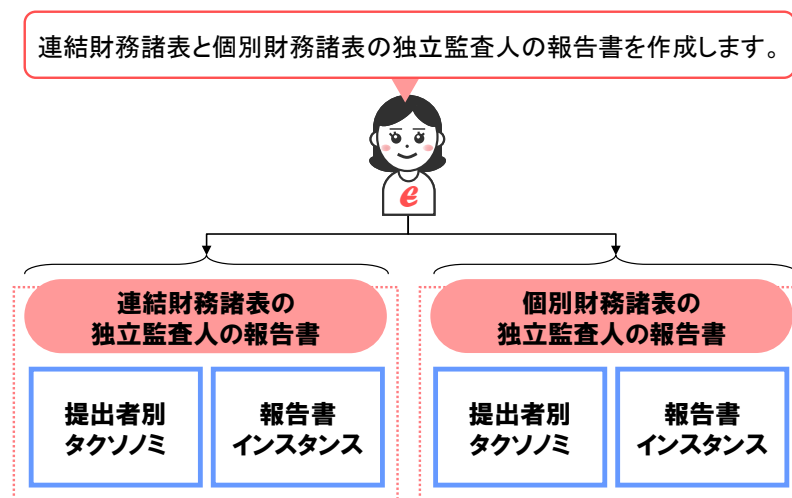 連結財務諸表と個別財務諸表の独立監査人の報告書を作成します。
e
連結財務諸表の
独立監査人の報告書
個別財務諸表の
独立監査人の報告書
提出者別
タクソノミ
報告書
インスタンス
提出者別
タクソノミ
報告書
インスタンス